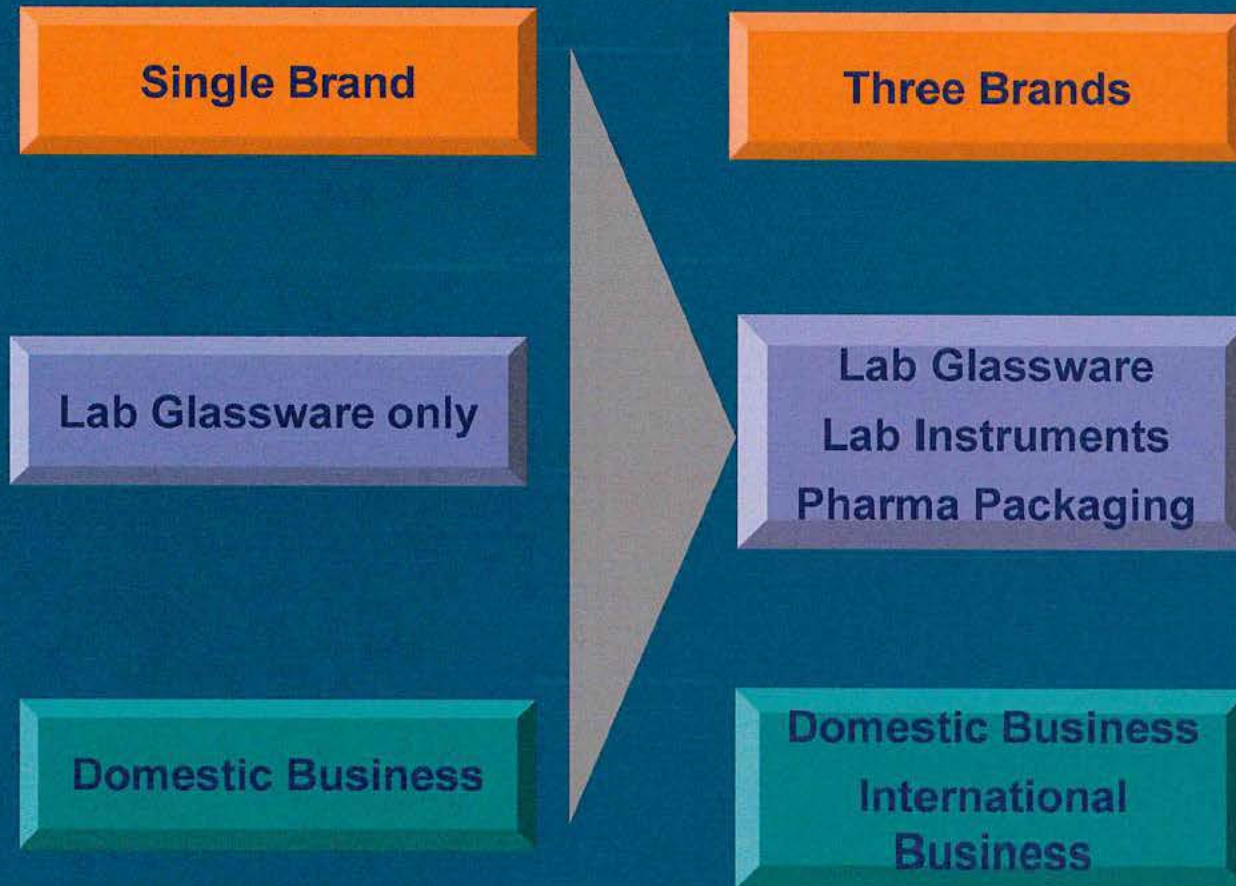 Single Brand
Three Brands
Lab Glassware only
Lab Glassware
Lab Instruments
Pharma Packaging
Domestic Business
Domestic Business
International
Business